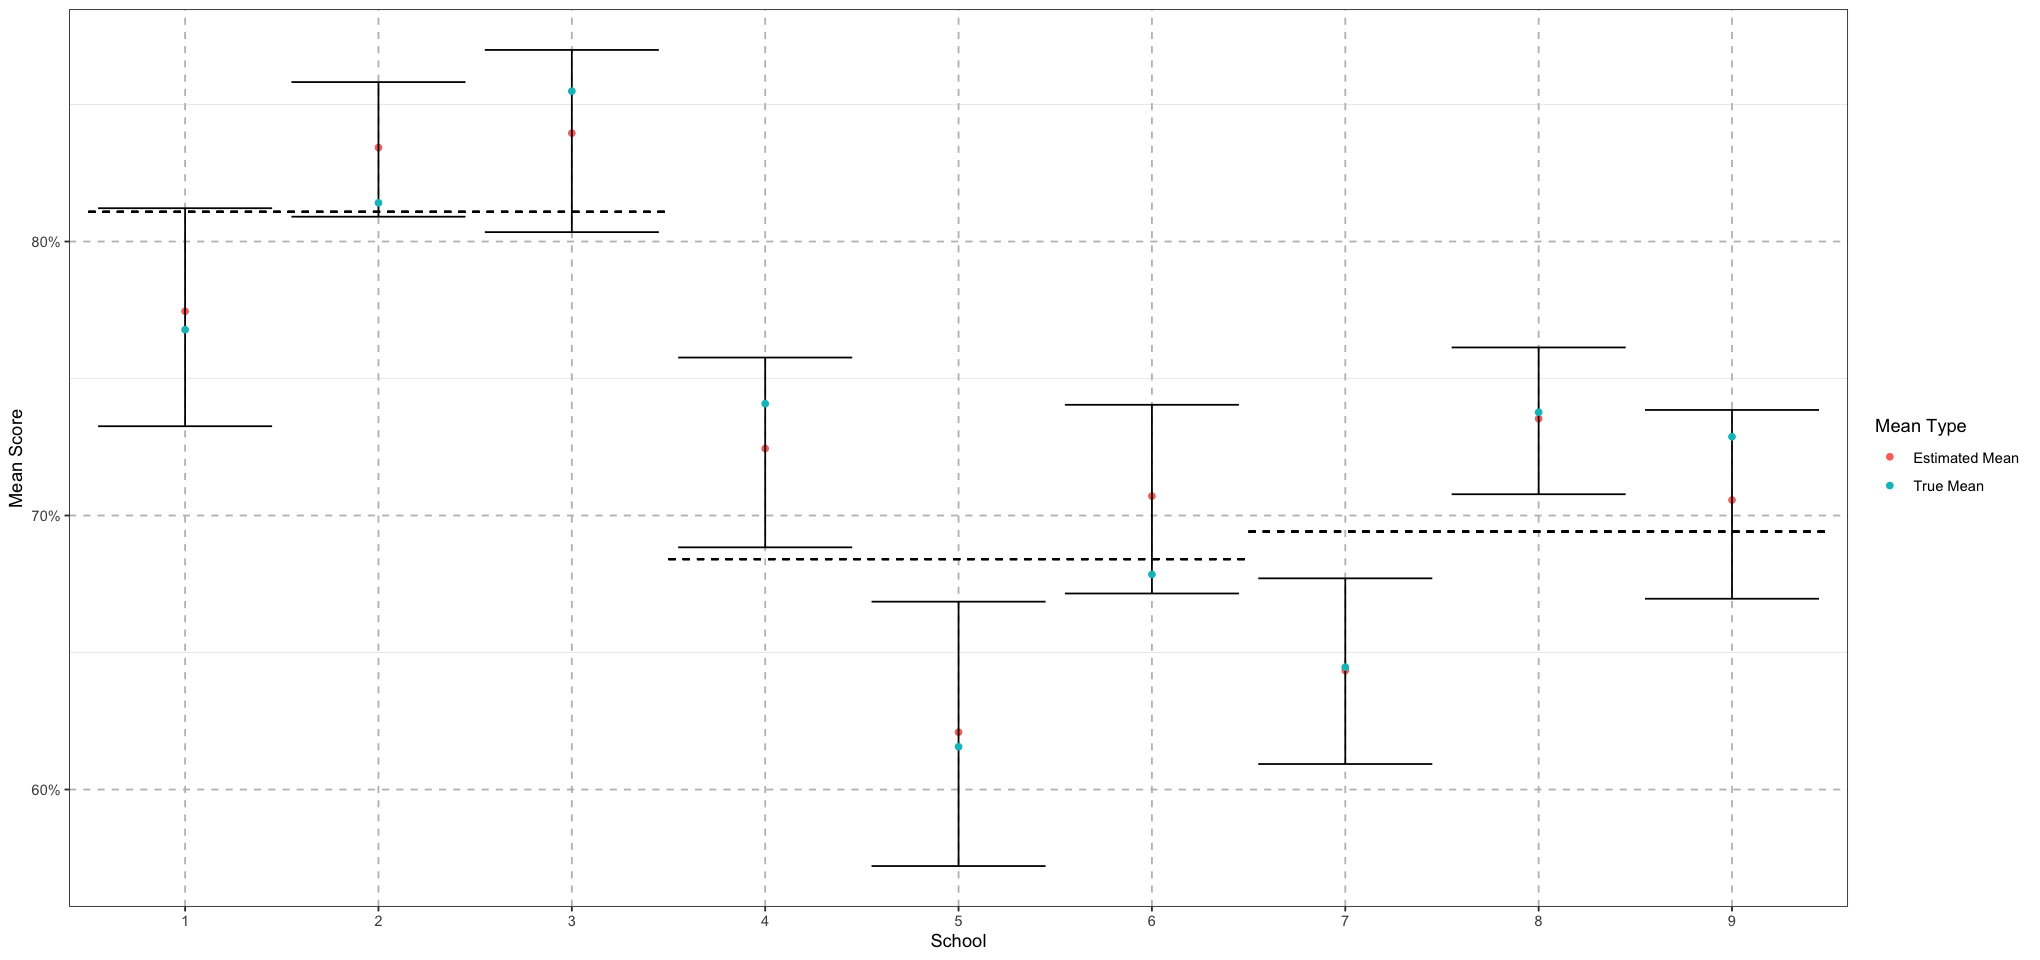 Mean Score
80%
70%
60%
1 2 3 4 5 6 7 8 9
School
Mean Type
Estimated Mean
True Mean